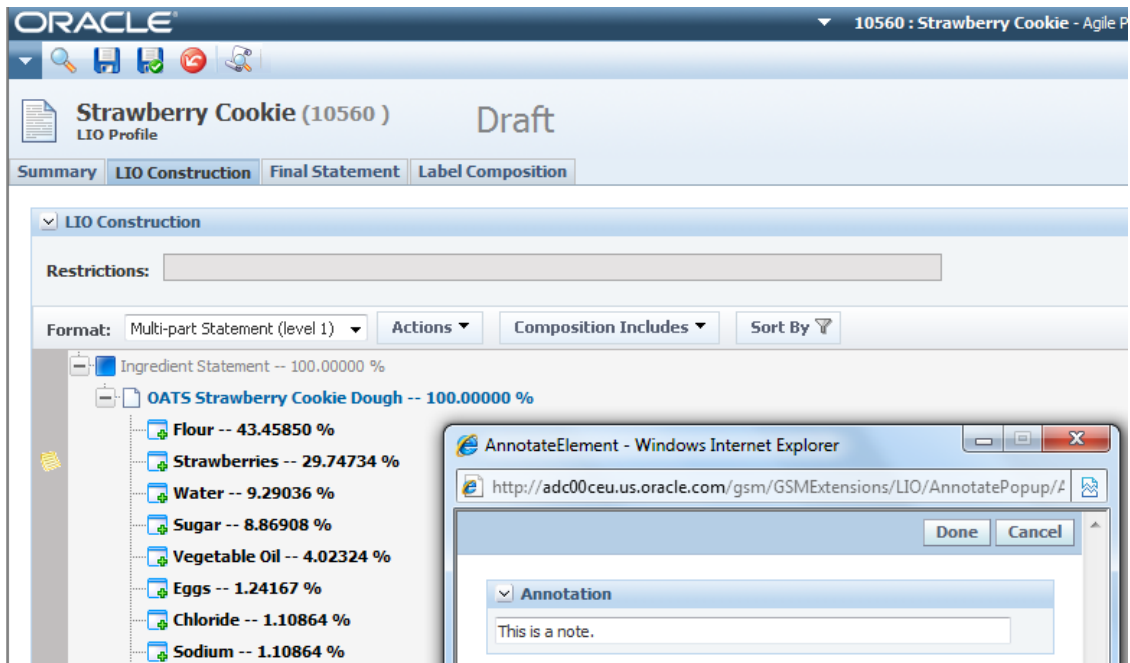 ORACLE
10560 : Strawberry Cookie - Agile P
Strawberry Cookie (10560 )
Draft
LIO Profile
Summary LIO Construction Final Statement Label Composition
LIO Construction
Restrictions:
Format: Multi-part Statement (level 1) Actions Composition Includes Sort By
Ingredient Statement -- 100.00000 %
OATS Strawberry Cookie Dough -- 100.00000 %
Flour -- 43.45850 %
Strawberries -- 29.74734 %
Water -- 9.29036 %
Sugar -- 8.86908 %
Vegetable Oil -- 4.02324 %
Eggs -- 1.24167 %
Chloride -- 1.10864 %
Sodium -- 1.10864 %
AnnotateElement - Windows Internet Explorer
http://adc00ceu.us.oracle.com/gsm/GSMExtensions/LIO/AnnotatePopup/A
Done Cancel
Annotation
This is a note.